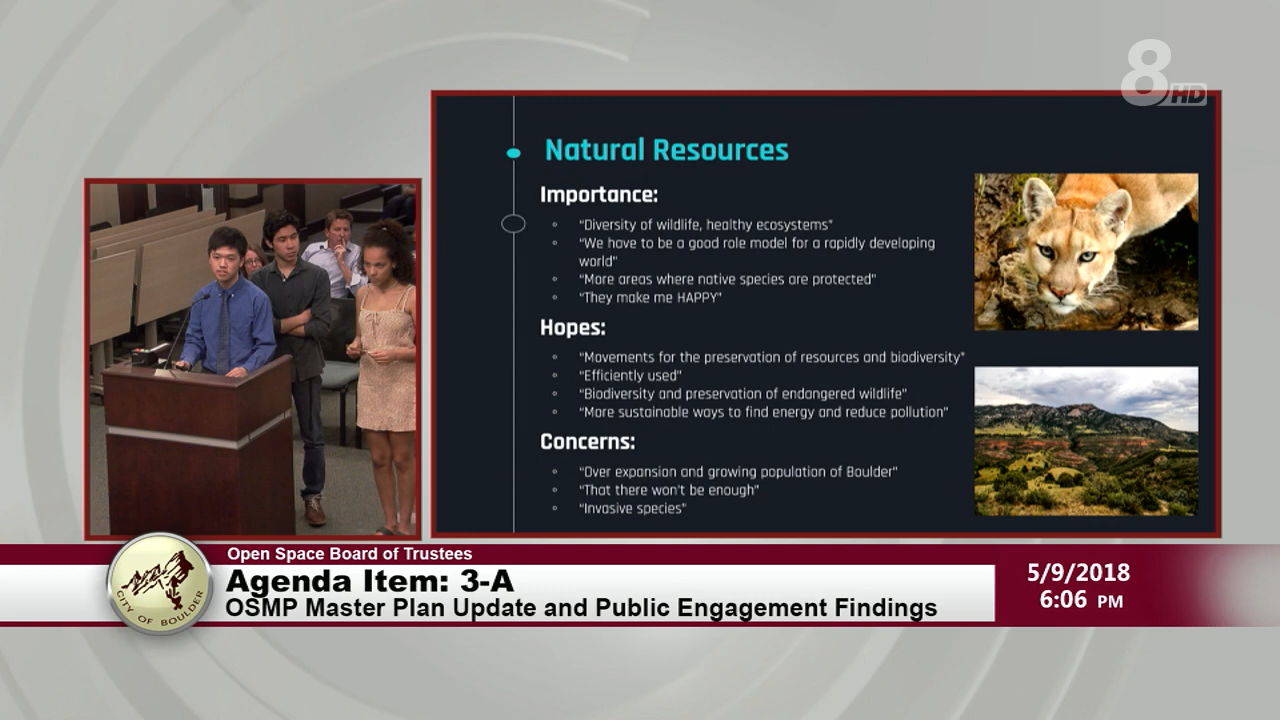 8 HD
Natural Resources
Importance:
◦ “Diversity of wildlife, healthy ecosystems”
◦ “We have to be a good role model for a rapidly developing
world”
◦ “More areas where native species are protected”
◦ “They make me HAPPY”
Hopes:
◦ “Movements for the preservation of resources and biodiversity”
◦ “Efficiently used”
◦ “Biodiversity and preservation of endangered wildlife”
◦ “More sustainable ways to find energy and reduce pollution”
Concerns:
◦ “Over expansion and growing population of Boulder”
◦ “That there won't be enough”
◦ “Invasive species”
CITY OF BOULDER
Open Space Board of Trustees
Agenda Item: 3-A
OSMP Master Plan Update and Public Engagement Findings
5/9/2018
6:06 PM